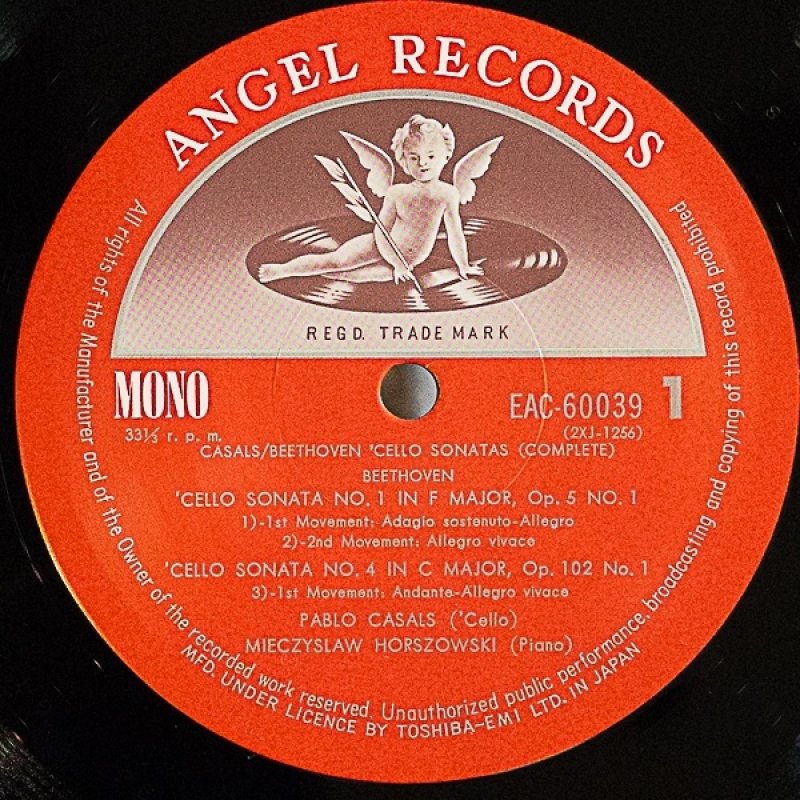 ANGEL RECORDS
REGD. TRADE MARK
MONO
33⅓ r. p. m.
EAC-60039 1
(2XJ-1256)
CASALS/BEETHOVEN 'CELLO SONATAS (COMPLETE)
BEETHOVEN
'CELLO SONATA NO. 1 IN F MAJOR, Op. 5 NO. 1
1)-1st Movement: Adagio sostenuto-Allegro
2)-2nd Movement: Allegro vivace
'CELLO SONATA NO. 4 IN C MAJOR, Op. 102 No. 1
3)-1st Movement: Andante-Allegro vivace
PABLO CASALS ('Cello)
MIECZYSLAW HORSZOWSKI (Piano)
All rights of the Manufacturer and of the Owner of the recorded work reserved. Unauthorized public performance, broadcasting and copying of this record prohibited
MFD. UNDER LICENCE BY TOSHIBA-EMI LTD. IN JAPAN